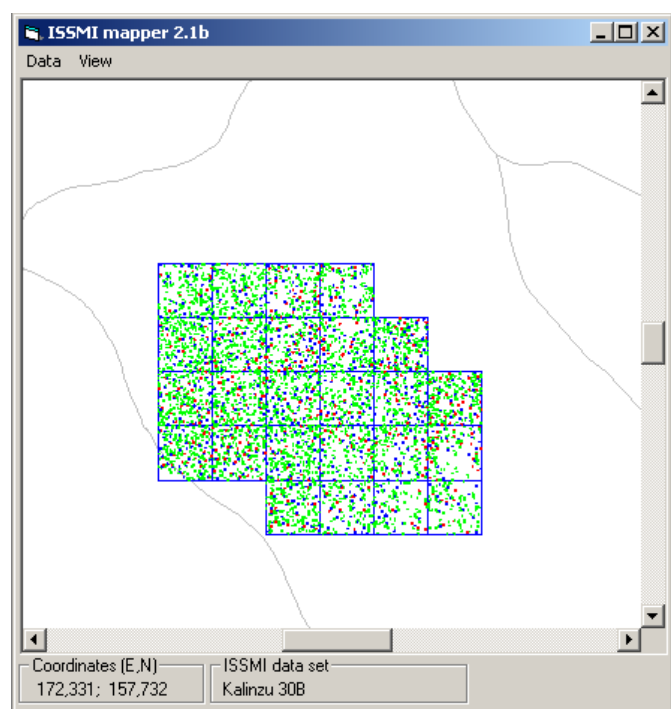 ISSMI mapper 2.1b
Data View
Coordinates (E,N)
172,331; 157,732
ISSMI data set
Kalinzu 30B